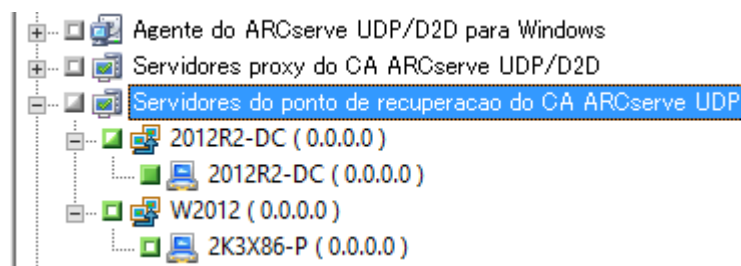 Agente do ARCserve UDP/D2D para Windows
Servidores proxy do CA ARCserve UDP/D2D
Servidores do ponto de recuperacao do CA ARCserve UDP
2012R2-DC ( 0.0.0.0 )
2012R2-DC ( 0.0.0.0 )
W2012 ( 0.0.0.0 )
2K3X86-P ( 0.0.0.0 )